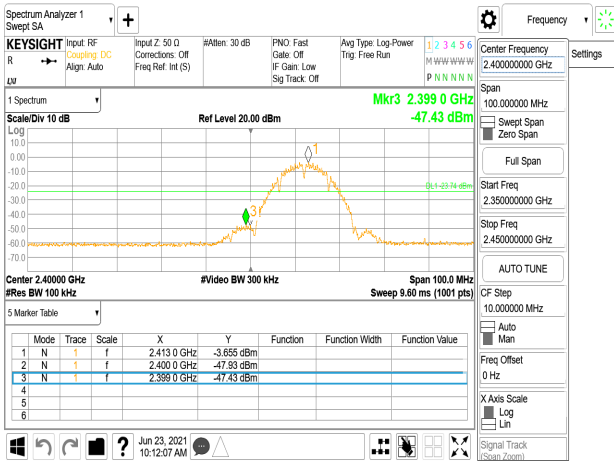 Spectrum Analyzer 1
Swept SA
Frequency
KEYSIGHT
R
LXI
Input: RF
Coupling: DC
Align: Auto
Input Z: 50 Ω
Corrections: Off
Freq Ref: Int (S)
#Atten: 30 dB
PNO: Fast
Gate: Off
IF Gain: Low
Sig Track: Off
Avg Type: Log-Power
Trig: Free Run
1 2 3 4 5 6
M WW WW W
P N N N N N
1 Spectrum
Scale/Div 10 dB
Ref Level 20.00 dBm
Mkr3 2.399 0 GHz
-47.43 dBm
Log
10.0
0.00
-10.0
-20.0
-30.0
-40.0
-50.0
-60.0
-70.0
1
3
DL1 -23.74 dBm
Center 2.40000 GHz
#Video BW 300 kHz
Span 100.0 MHz
#Res BW 100 kHz
Sweep 9.60 ms (1001 pts)
5 Marker Table
Mode Trace Scale X Y Function Function Width Function Value
1 N 1 f 2.413 0 GHz -3.655 dBm
2 N 1 f 2.400 0 GHz -47.93 dBm
3 N 1 f 2.399 0 GHz -47.43 dBm
4
5
6
Jun 23, 2021
10:12:07 AM
?
Center Frequency
2.400000000 GHz
Settings
Span
100.000000 MHz
Swept Span
Zero Span
Full Span
Start Freq
2.350000000 GHz
Stop Freq
2.450000000 GHz
AUTO TUNE
CF Step
10.000000 MHz
Auto
Man
Freq Offset
0 Hz
X Axis Scale
Log
Lin
Signal Track
(Span Zoom)